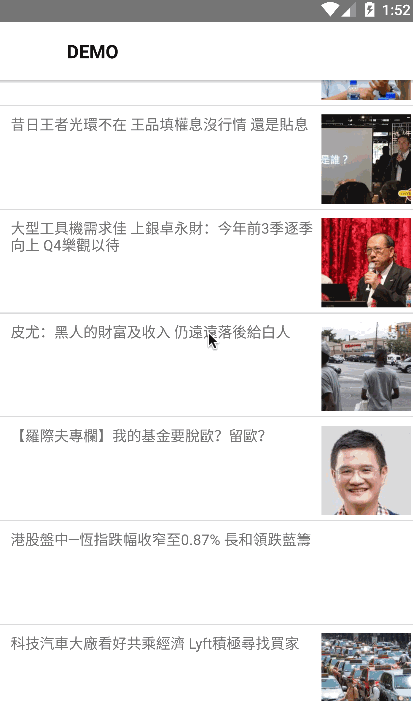 1:52
DEMO
昔日王者光環不在 王品填權息沒行情 還是貼息
是誰？
大型工具機需求佳 上銀卓永財：今年前3季逐季
向上 Q4樂觀以待
皮尤：黑人的財富及收入 仍遠遠落後給白人
【羅際夫專欄】我的基金要脫歐？留歐？
港股盤中─恆指跌幅收窄至0.87% 長和領跌藍籌
科技汽車大廠看好共乘經濟 Lyft積極尋找買家